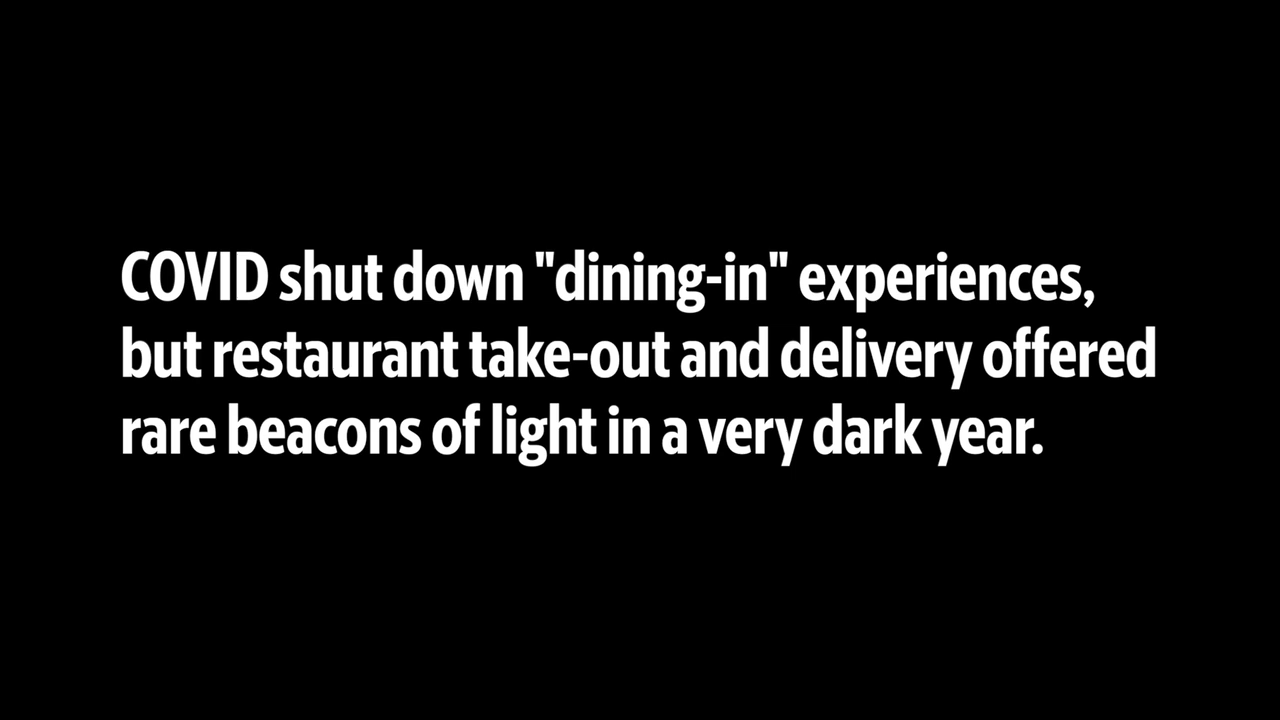 COVID shut down "dining-in" experiences,
but restaurant take-out and delivery offered
rare beacons of light in a very dark year.